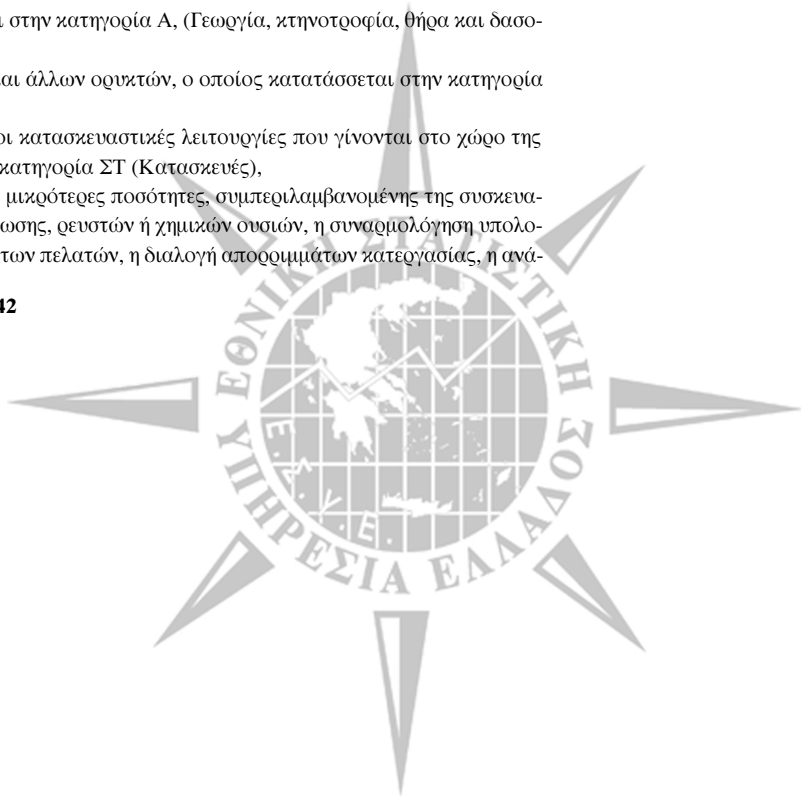 ι στην κατηγορία Α, (Γεωργία, κτηνοτροφία, θήρα και δασο-
αι άλλων ορυκτών, ο οποίος κατατάσσεται στην κατηγορία
οι κατασκευαστικές λειτουργίες που γίνονται στο χώρο της
κατηγορία ΣΤ (Κατασκευές),
μικρότερες ποσότητες, συμπεριλαμβανομένης της συσκευα-
ωσης, ρευστών ή χημικών ουσιών, η συναρμολόγηση υπολο-
των πελατών, η διαλογή απορριμμάτων κατεργασίας, η ανά-
42
ΕΘΝΙΚΗ ΣΤΑΤΙΣΤΙΚΗ
ΥΠΗΡΕΣΙΑ ΕΛΛΑΔΟΣ
Ε.Σ.Υ.Ε.